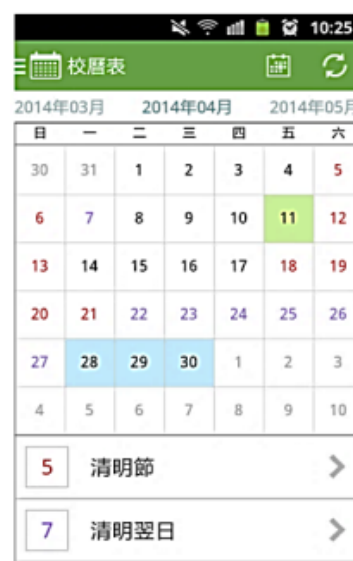 10:25
校曆表
2014年03月 2014年04月 2014年05月
日 一 二 三 四 五 六
30 31 1 2 3 4 5
6 7 8 9 10 11 12
13 14 15 16 17 18 19
20 21 22 23 24 25 26
27 28 29 30 1 2 3
4 5 6 7 8 9 10
5 清明節
7 清明翌日